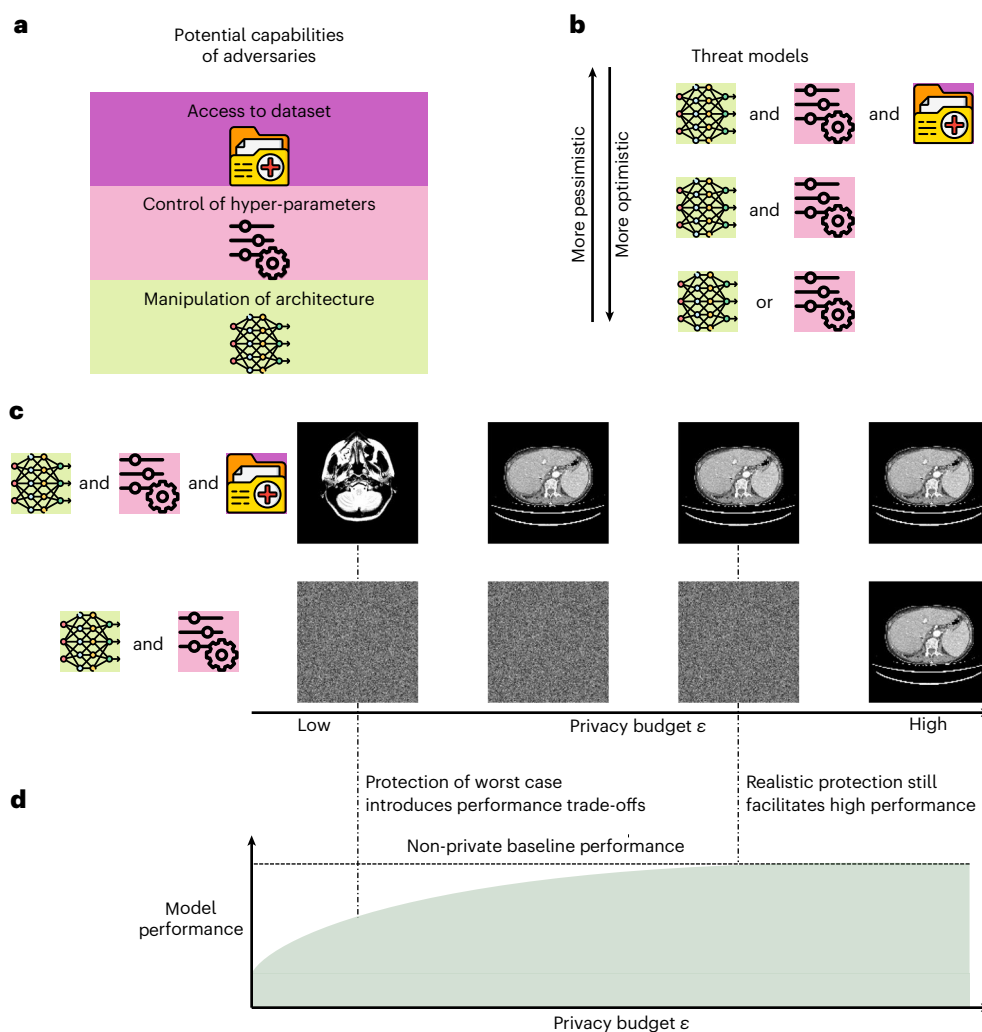 a
Potential capabilities
of adversaries
Access to dataset
Control of hyper-parameters
Manipulation of architecture
b
Threat models
More pessimistic
More optimistic
and
and
and
or
c
and
and
and
Low
Privacy budget ε
High
Protection of worst case
introduces performance trade-offs
Realistic protection still
facilitates high performance
d
Non-private baseline performance
Model
performance
Privacy budget ε